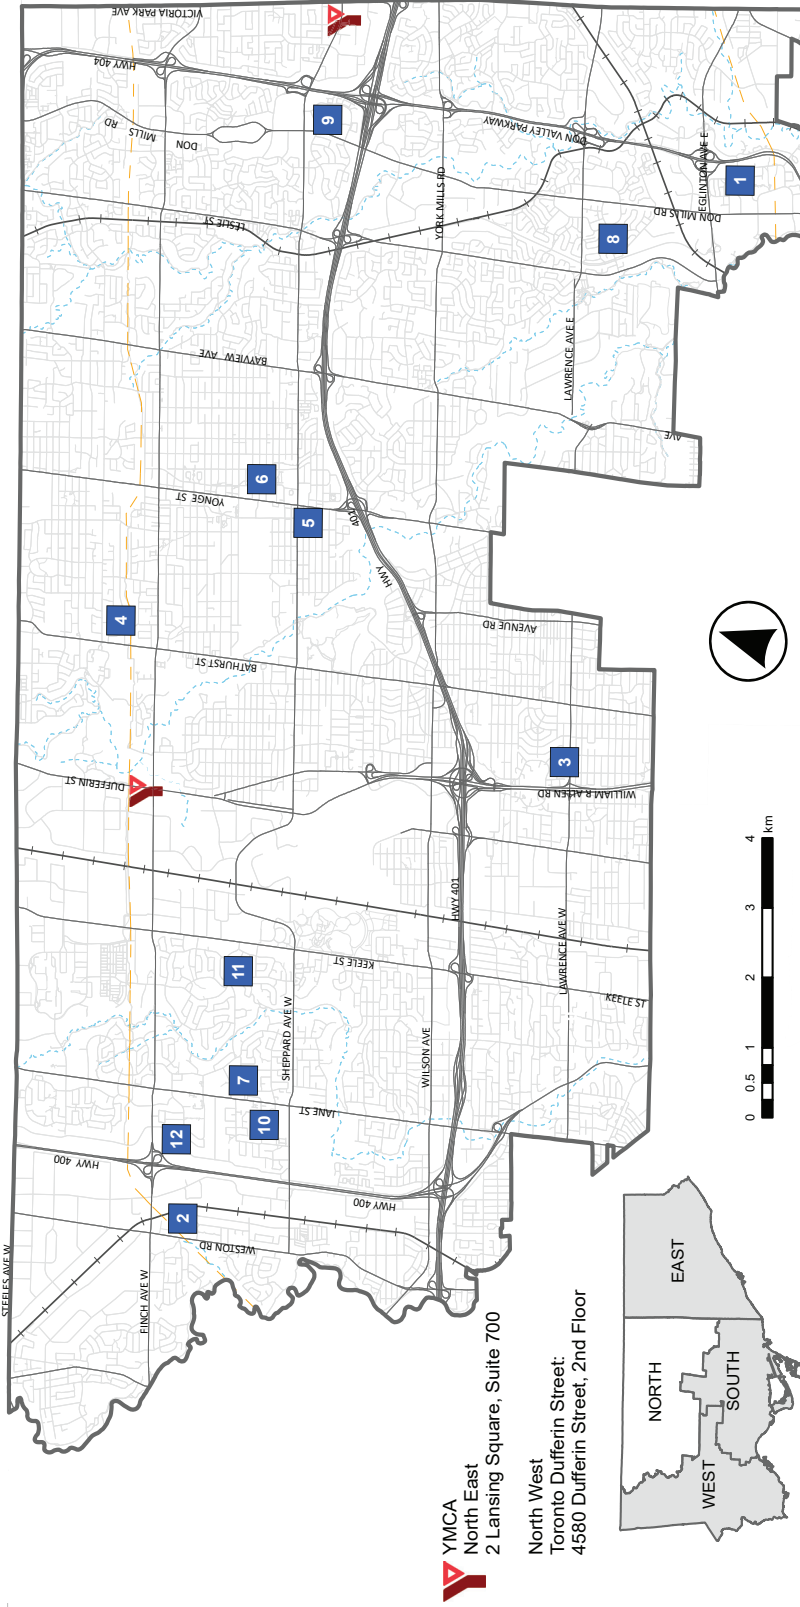 STEELES AVE W
FINCH AVE W
WESTON RD
HWY 400
HWY 400
JANE ST
SHEPPARD AVE W
WILSON AVE
KEELE ST
KEELE ST
LAWRENCE AVE W
HWY 401
DUFFERIN ST
WILLIAM R ALLEN RD
BATHURST ST
AVENUE RD
YONGE ST
HWY
401
BAYVIEW AVE
AVE
LAWRENCE AVE E
LESLIE ST
YORK MILLS RD
DON MILLS RD
DON MILLS RD
EGLINTON AVE E
DON VALLEY PARKWAY
HWY 404
VICTORIA PARK AVE
2
12
10
7
11
4
3
5
6
9
8
1
YMCA
North East
2 Lansing Square, Suite 700
North West
Toronto Dufferin Street:
4580 Dufferin Street, 2nd Floor
NORTH
EAST
SOUTH
WEST
0 0.5 1 2 3 4
km